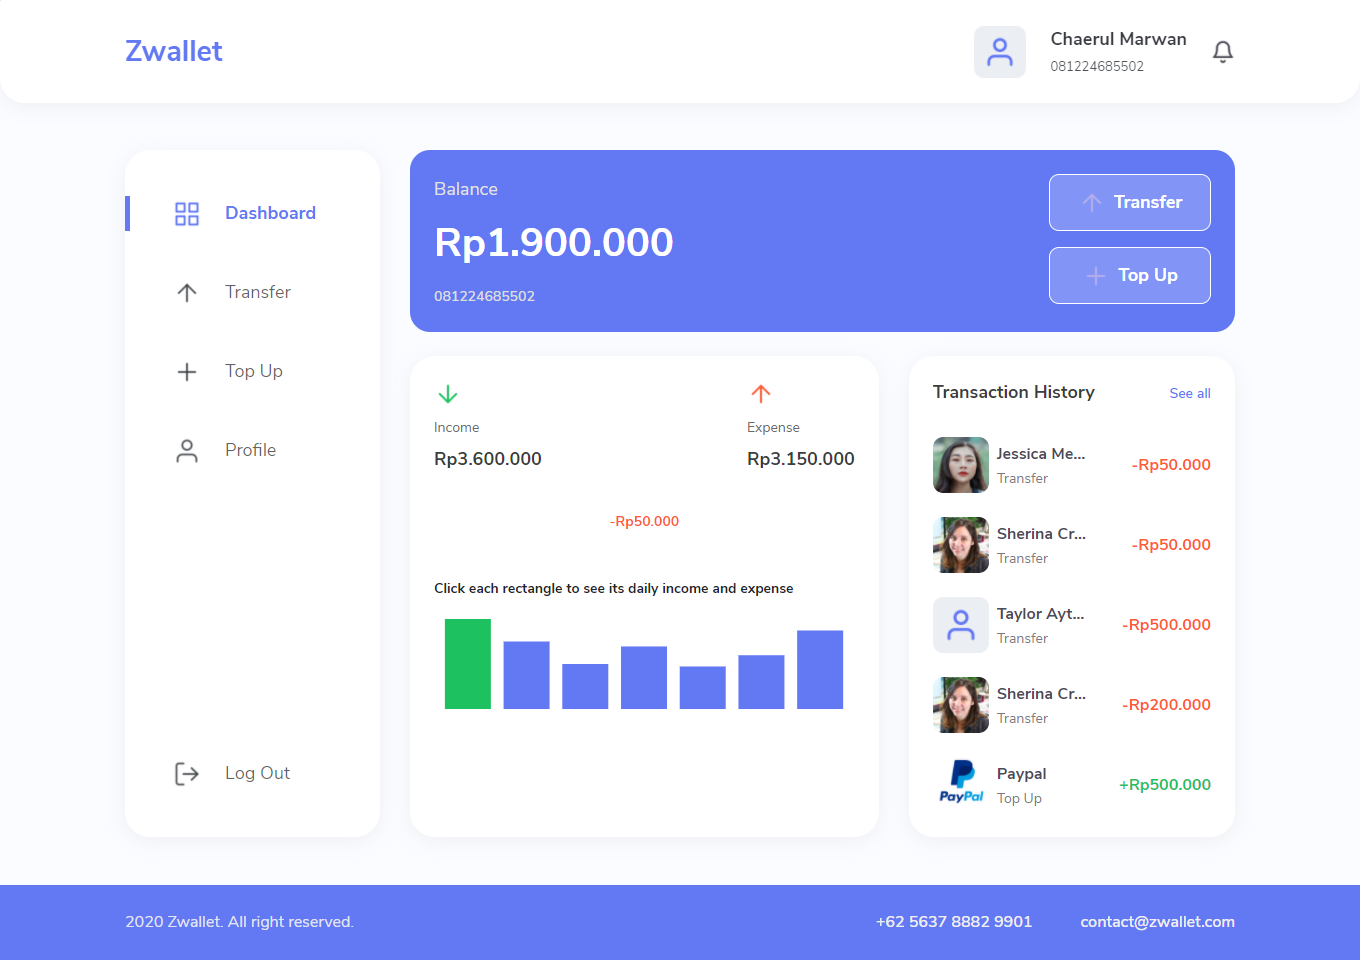 Zwallet
Chaerul Marwan
081224685502
Dashboard
Transfer
Top Up
Profile
Log Out
Balance
Rp1.900.000
081224685502
Transfer
Top Up
Income
Rp3.600.000
Expense
Rp3.150.000
-Rp50.000
Click each rectangle to see its daily income and expense
Transaction History
See all
Jessica Me...
Transfer
-Rp50.000
Sherina Cr...
Transfer
-Rp50.000
Taylor Ayt...
Transfer
-Rp500.000
Sherina Cr...
Transfer
-Rp200.000
PayPal
Paypal
Top Up
+Rp500.000
2020 Zwallet. All right reserved.
+62 5637 8882 9901
contact@zwallet.com